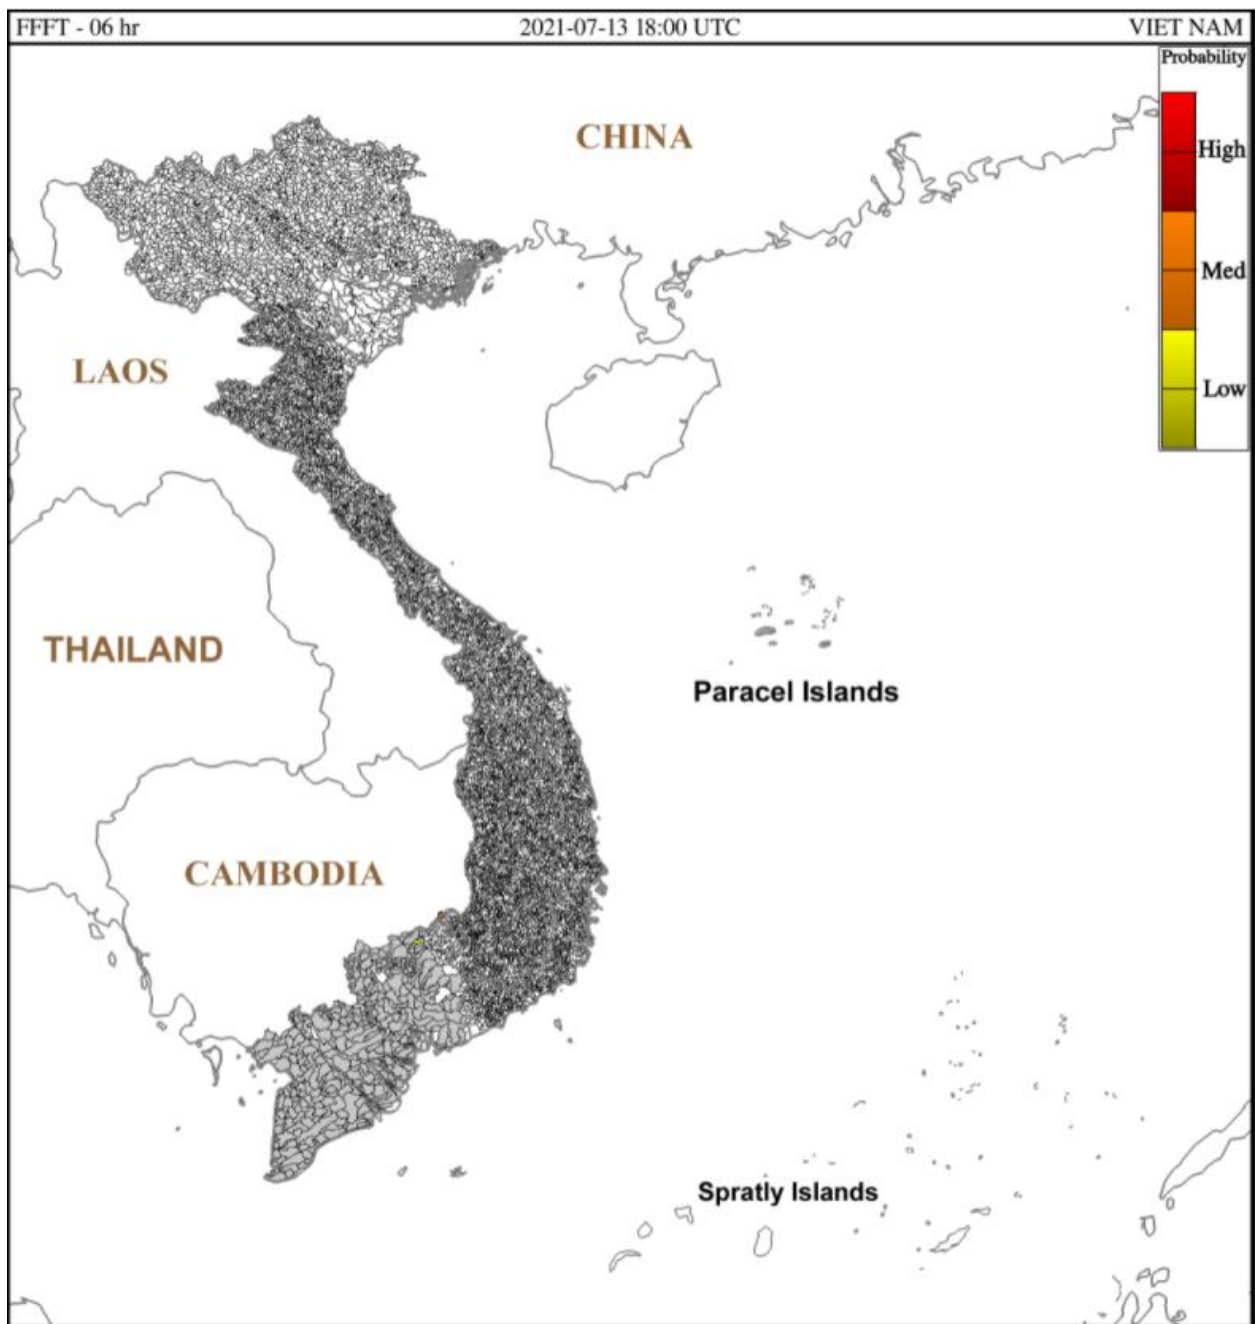 FFFT - 06 hr
2021-07-13 18:00 UTC
VIET NAM
Probability
High
Med
Low
CHINA
LAOS
THAILAND
Paracel Islands
CAMBODIA
Spratly Islands